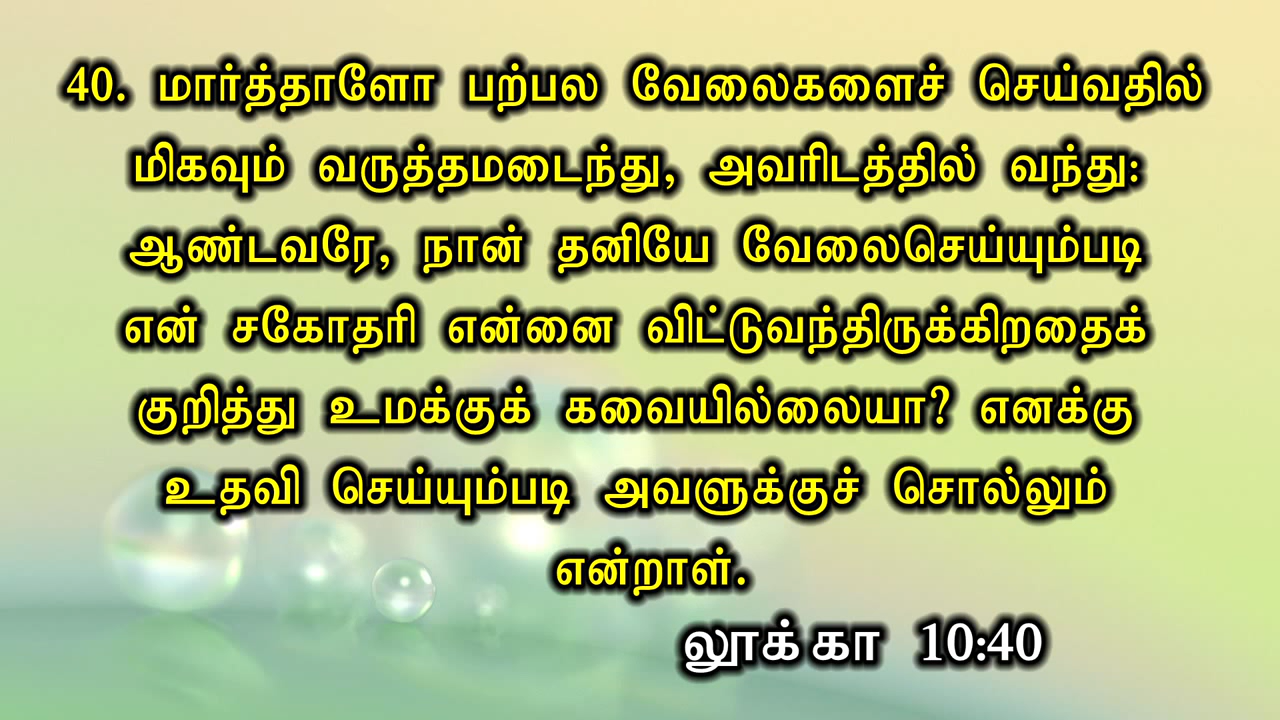 40. மார்த்தாளோ பற்பல வேலைகளைச் செய்வதில்
மிகவும் வருத்தமடைந்து, அவரிடத்தில் வந்து:
ஆண்டவரே, நான் தனியே வேலைசெய்யும்படி
என் சகோதரி என்னை விட்டுவந்திருக்கிறதைக்
குறித்து உமக்குக் கவையில்லையா? எனக்கு
உதவி செய்யும்படி அவளுக்குச் சொல்லும்
என்றாள்.
லூக்கா 10:40